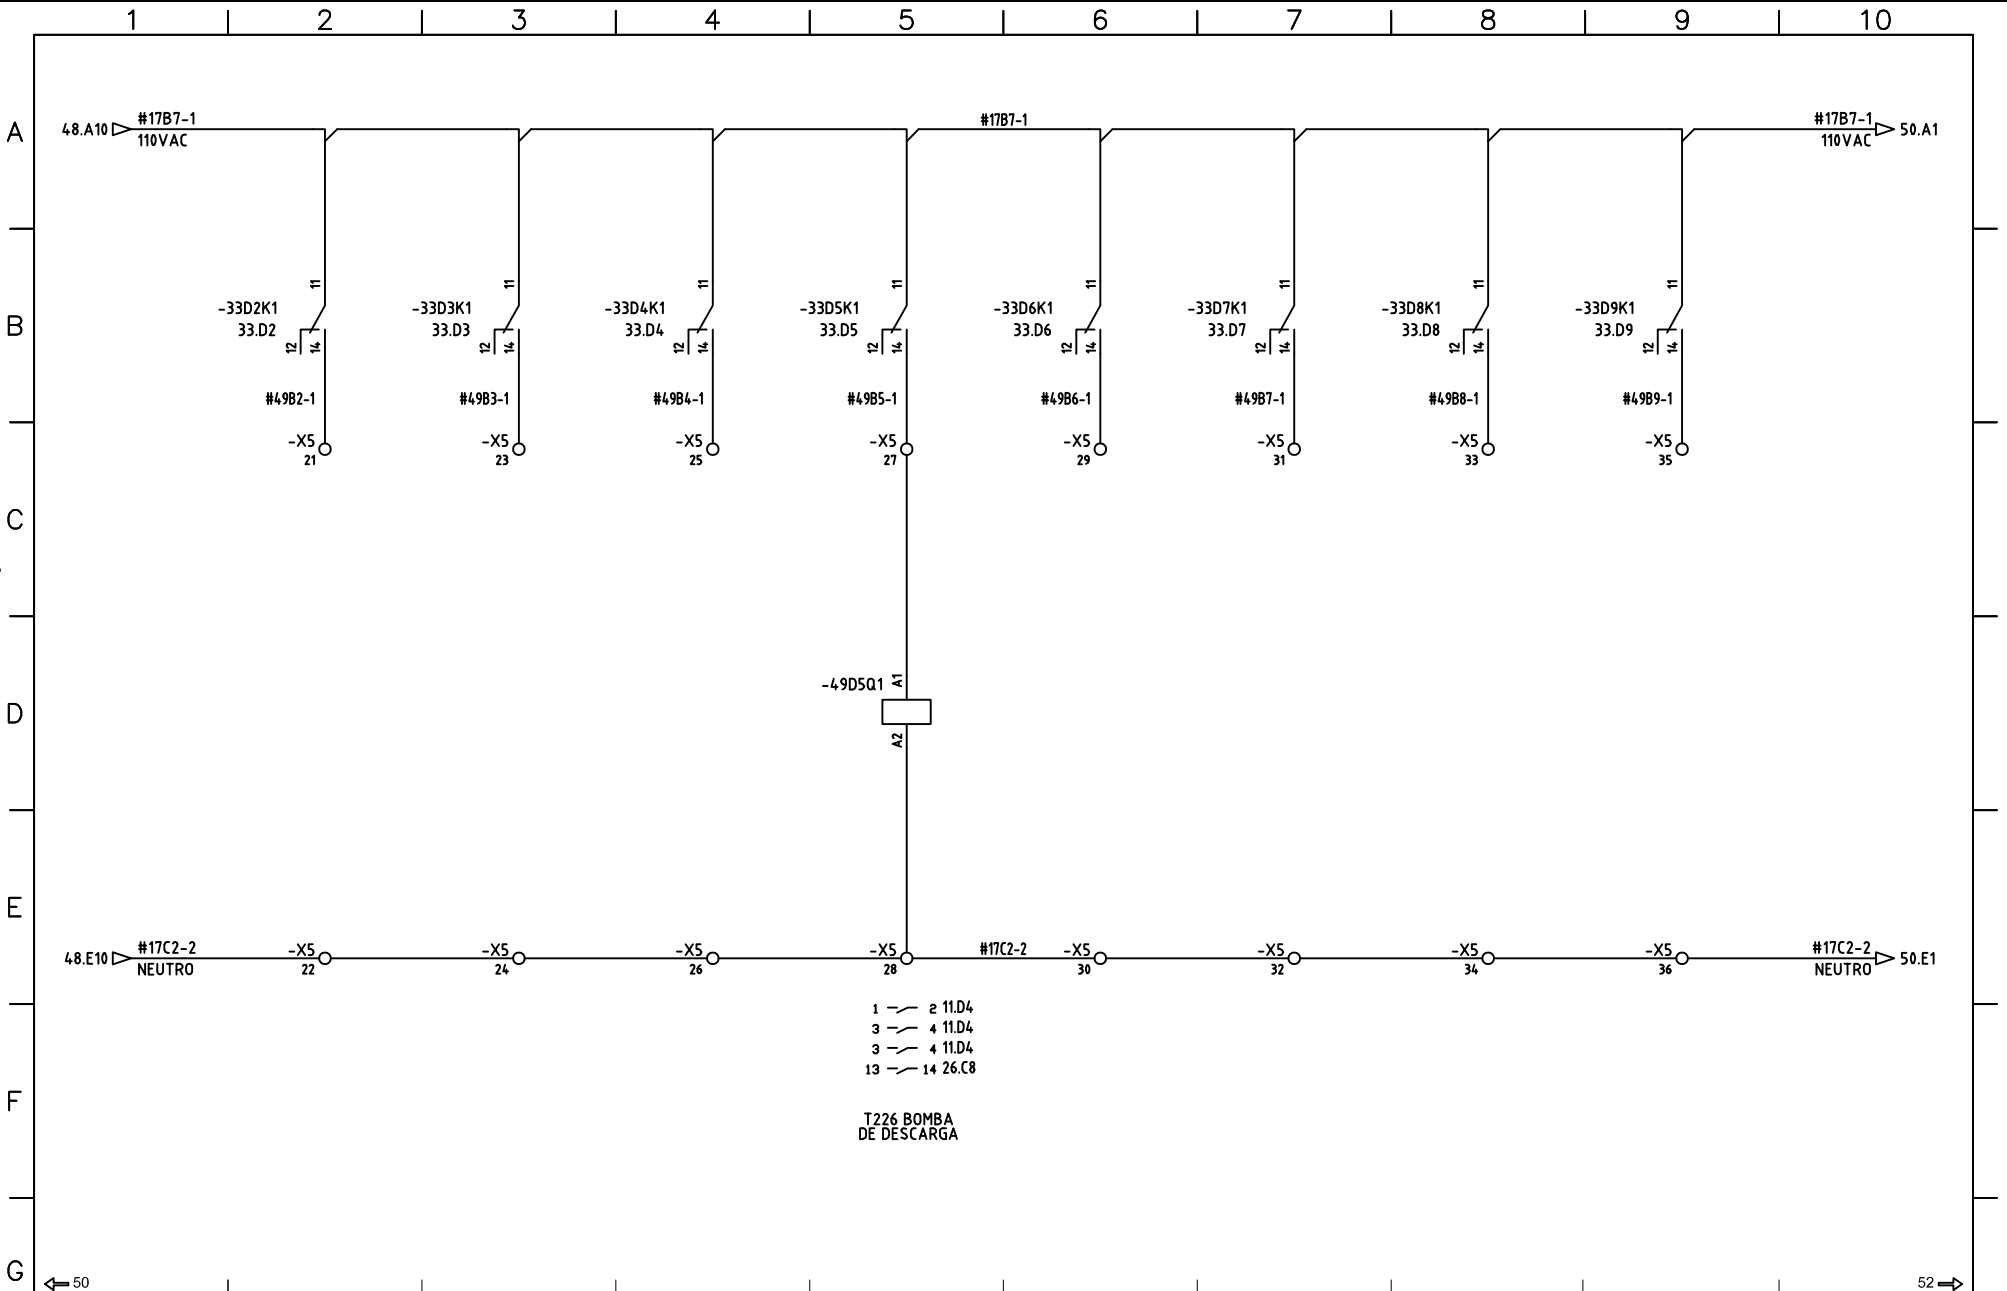 1 2 3 4 5 6 7 8 9 10
A
48.A10 #17B7-1 #17B7-1 #17B7-1 50.A1
110VAC 110VAC
11 11 11 11 11 11 11 11
B
-33D2K1 -33D3K1 -33D4K1 -33D5K1 -33D6K1 -33D7K1 -33D8K1 -33D9K1
33.D2 33.D3 33.D4 33.D5 33.D6 33.D7 33.D8 33.D9
12 14 12 14 12 14 12 14 12 14 12 14 12 14 12 14
#49B2-1 #49B3-1 #49B4-1 #49B5-1 #49B6-1 #49B7-1 #49B8-1 #49B9-1
-X5 -X5 -X5 -X5 -X5 -X5 -X5 -X5
21 23 25 27 29 31 33 35
C
-49D5Q1 A1
D
A2
E
48.E10 #17C2-2 -X5 -X5 -X5 -X5 #17C2-2 -X5 -X5 -X5 -X5 #17C2-2 50.E1
NEUTRO 22 24 26 28 30 32 34 36 NEUTRO
1 2 11.D4
3 4 11.D4
3 4 11.D4
13 14 26.C8
F
T226 BOMBA
DE DESCARGA
G
50 52